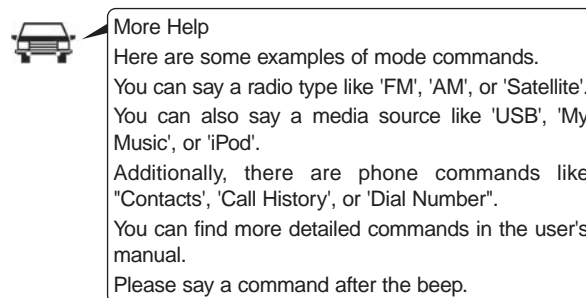 More Help
Here are some examples of mode commands.
You can say a radio type like 'FM', 'AM', or 'Satellite'.
You can also say a media source like 'USB', 'My
Music', or 'iPod'.
Additionally, there are phone commands like
"Contacts', 'Call History', or 'Dial Number".
You can find more detailed commands in the user's
manual.
Please say a command after the beep.